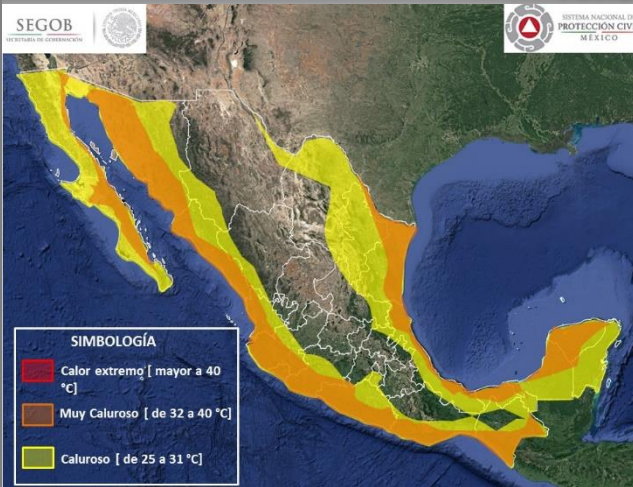 SEGOB
SECRETARÍA DE GOBERNACIÓN
SISTEMA NACIONAL DE
PROTECCIÓN CIVIL
MÉXICO
SIMBOLOGÍA
Calor extremo [ mayor a 40
°C]
Muy Caluroso [ de 32 a 40 °C]
Caluroso [ de 25 a 31 °C]